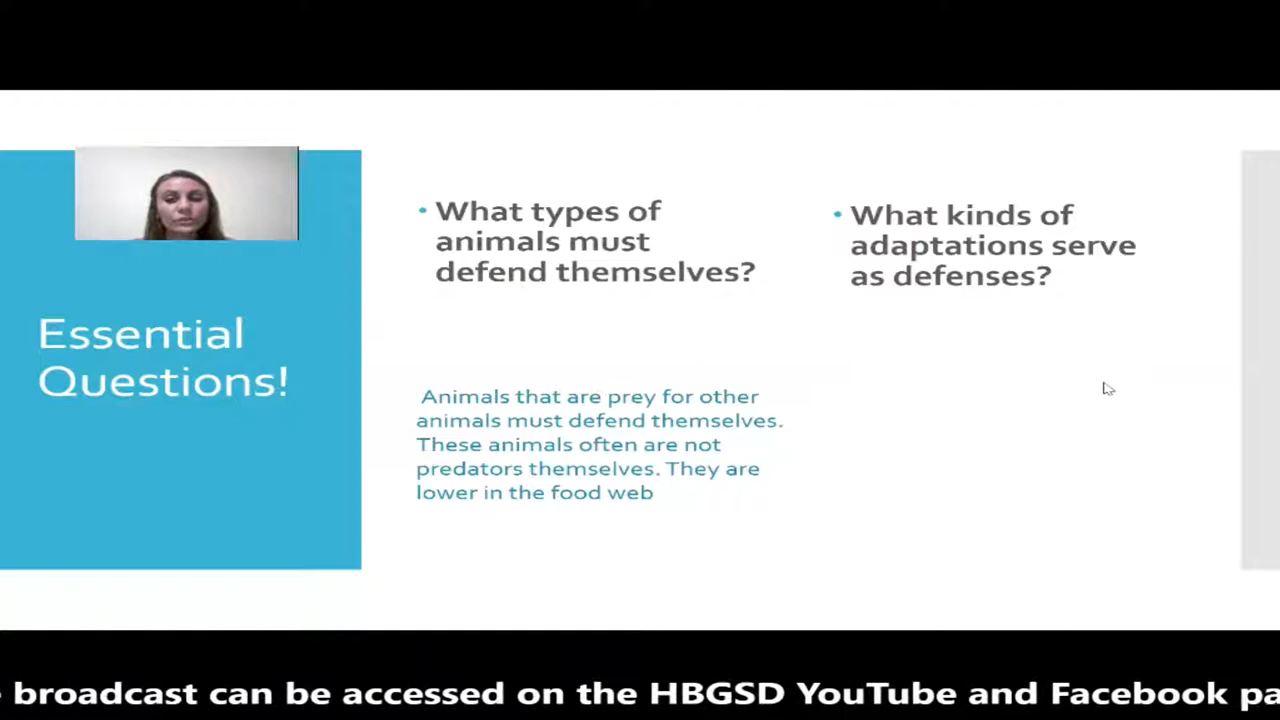 Essential
Questions!
• What types of
animals must
defend themselves?
Animals that are prey for other
animals must defend themselves.
These animals often are not
predators themselves. They are
lower in the food web
• What kinds of
adaptations serve
as defenses?
broadcast can be accessed on the HBGSD YouTube and Facebook